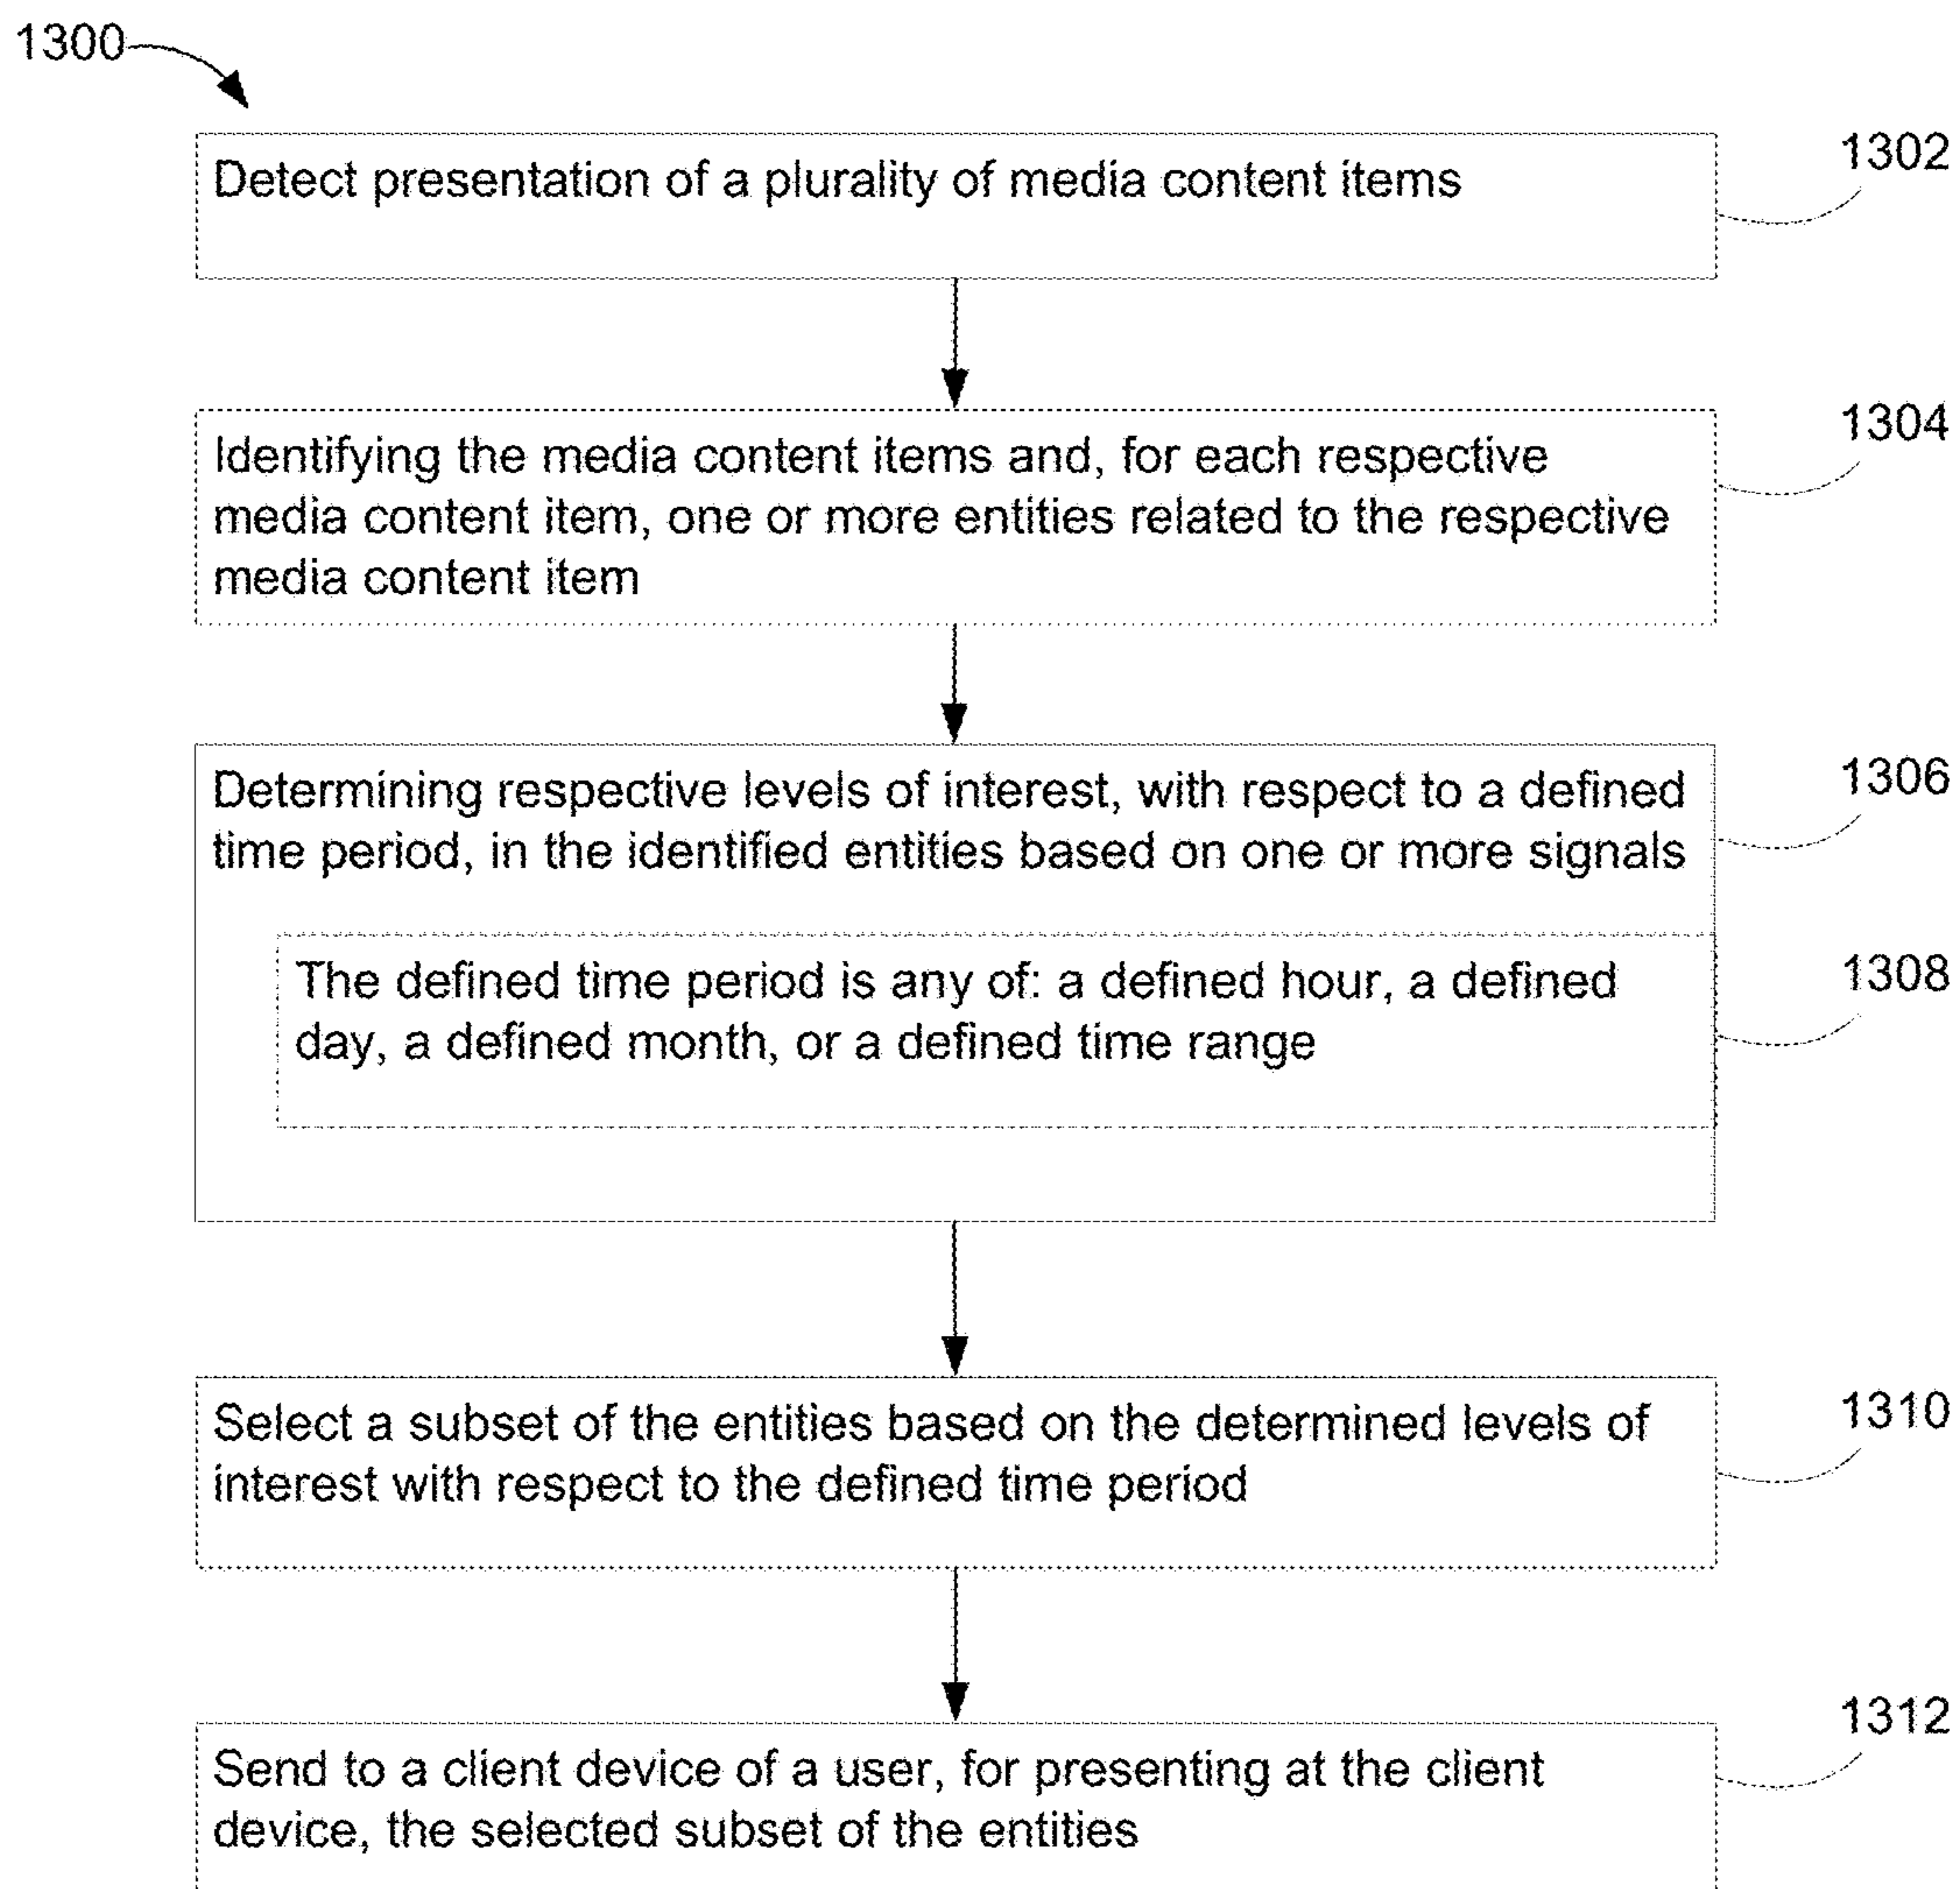 1300
Detect presentation of a plurality of media content items
1302
Identifying the media content items and, for each respective
media content item, one or more entities related to the respective
media content item
1304
Determining respective levels of interest, with respect to a defined
time period, in the identified entities based on one or more signals
1306
The defined time period is any of: a defined hour, a defined
day, a defined month, or a defined time range
1308
Select a subset of the entities based on the determined levels of
interest with respect to the defined time period
1310
Send to a client device of a user, for presenting at the client
device, the selected subset of the entities
1312